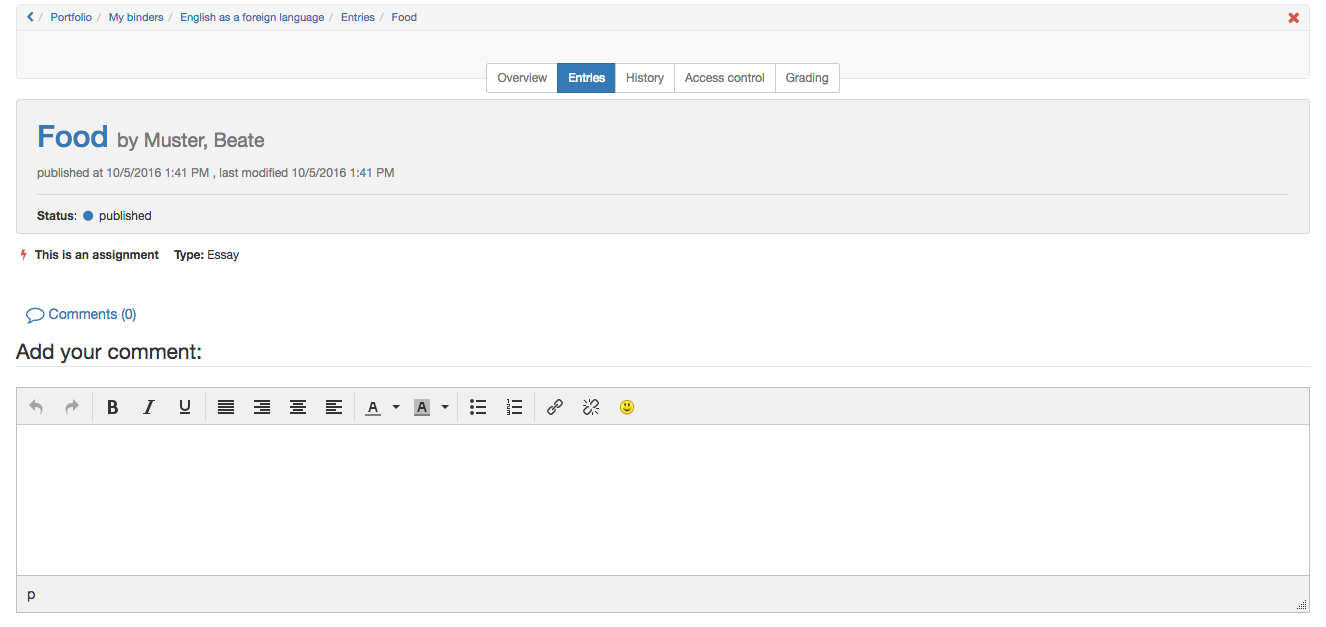 / Portfolio / My binders / English as a foreign language / Entries / Food
Overview Entries History Access control Grading
Food by Muster, Beate
published at 10/5/2016 1:41 PM , last modified 10/5/2016 1:41 PM
Status: published
This is an assignment Type: Essay
Comments (0)
Add your comment:
B I U A A
p